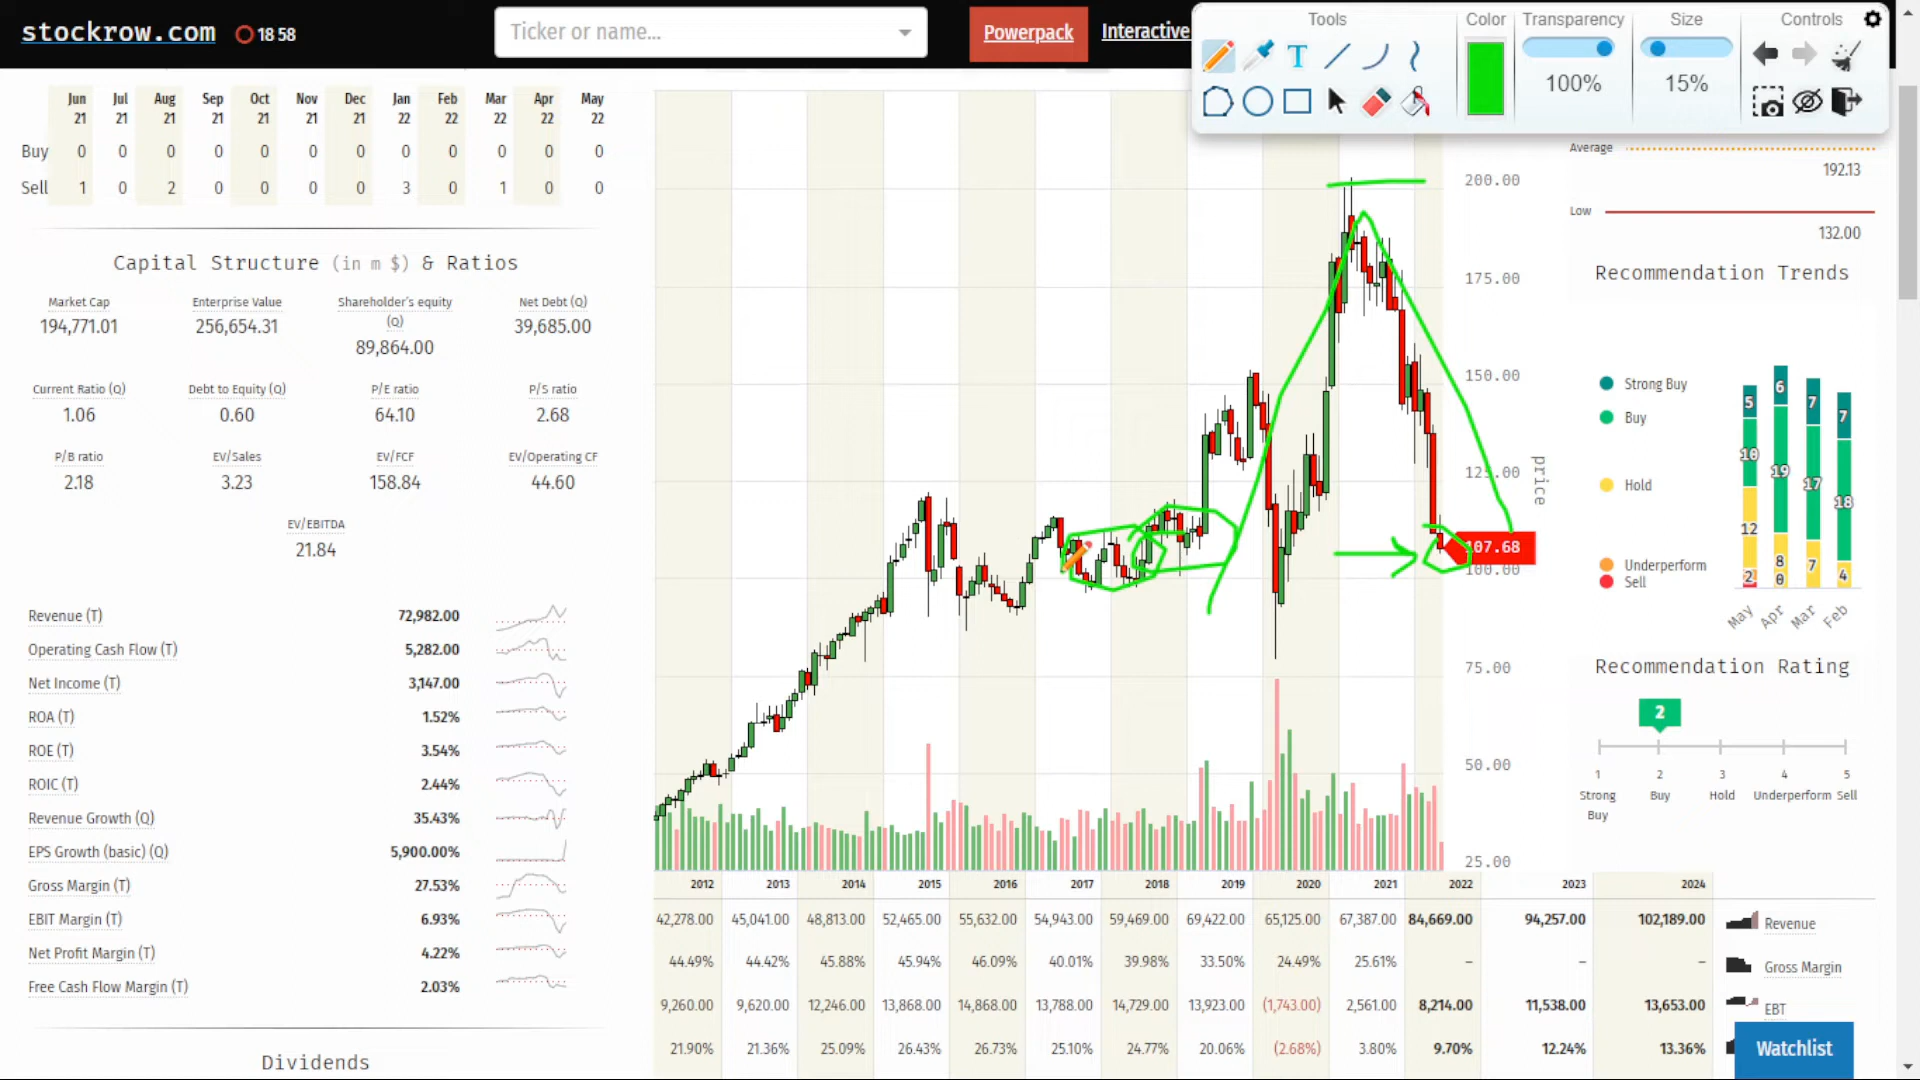 stockrow.com 18 58
Ticker or name...
Powerpack
Interactive
Tools
Color
Transparency
Size
Controls
100%
15%
Jun 21 Jul 21 Aug 21 Sep 21 Oct 21 Nov 21 Dec 21 Jan 22 Feb 22 Mar 22 Apr 22 May 22
Buy 0 0 0 0 0 0 0 0 0 0 0 0
Sell 1 0 2 0 0 0 0 3 0 1 0 0
Capital Structure (in m $) & Ratios
Market Cap Enterprise Value Shareholder's equity (Q) Net Debt (Q)
194,771.01 256,654.31 89,864.00 39,685.00
Current Ratio (Q) Debt to Equity (Q) P/E ratio P/S ratio
1.06 0.60 64.10 2.68
P/B ratio EV/Sales EV/FCF EV/Operating CF
2.18 3.23 158.84 44.60
EV/EBITDA
21.84
Revenue (T) 72,982.00
Operating Cash Flow (T) 5,282.00
Net Income (T) 3,147.00
ROA (T) 1.52%
ROE (T) 3.54%
ROIC (T) 2.44%
Revenue Growth (Q) 35.43%
EPS Growth (basic) (Q) 5,900.00%
Gross Margin (T) 27.53%
EBIT Margin (T) 6.93%
Net Profit Margin (T) 4.22%
Free Cash Flow Margin (T) 2.03%
Dividends
200.00
175.00
150.00
125.00
107.68
100.00
75.00
50.00
25.00
price
2012 2013 2014 2015 2016 2017 2018 2019 2020 2021 2022 2023 2024
42,278.00 45,041.00 48,813.00 52,465.00 55,632.00 54,943.00 59,469.00 69,422.00 65,125.00 67,387.00 84,669.00 94,257.00 102,189.00 Revenue
44.49% 44.42% 45.88% 45.94% 46.09% 40.01% 39.98% 33.50% 24.49% 25.61% – – – Gross Margin
9,260.00 9,620.00 12,246.00 13,868.00 14,868.00 13,788.00 14,729.00 13,923.00 (1,743.00) 2,561.00 8,214.00 11,538.00 13,653.00 EBT
21.90% 21.36% 25.09% 26.43% 26.73% 25.10% 24.77% 20.06% (2.68%) 3.80% 9.70% 12.24% 13.36%
Watchlist
Average
192.13
Low
132.00
Recommendation Trends
Strong Buy
Buy
Hold
Underperform
Sell
5 6 7 7
10 19 17 18
12 8 7 4
2 0
May Apr Mar Feb
Recommendation Rating
2
1 2 3 4 5
Strong Buy Buy Hold Underperform Sell